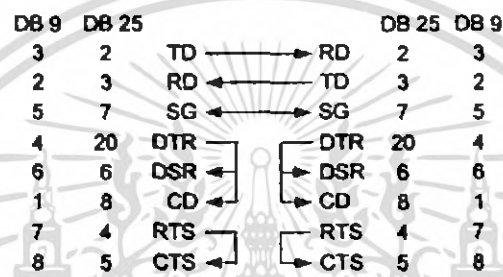 DB 9 DB 25 DB 25 DB 9
3 2 TD RD 2 3
2 3 RD TD 3 2
5 7 SG SG 7 5
4 20 DTR DTR 20 4
6 6 DSR DSR 6 6
1 8 CD CD 8 1
7 4 RTS RTS 4 7
8 5 CTS CTS 5 8